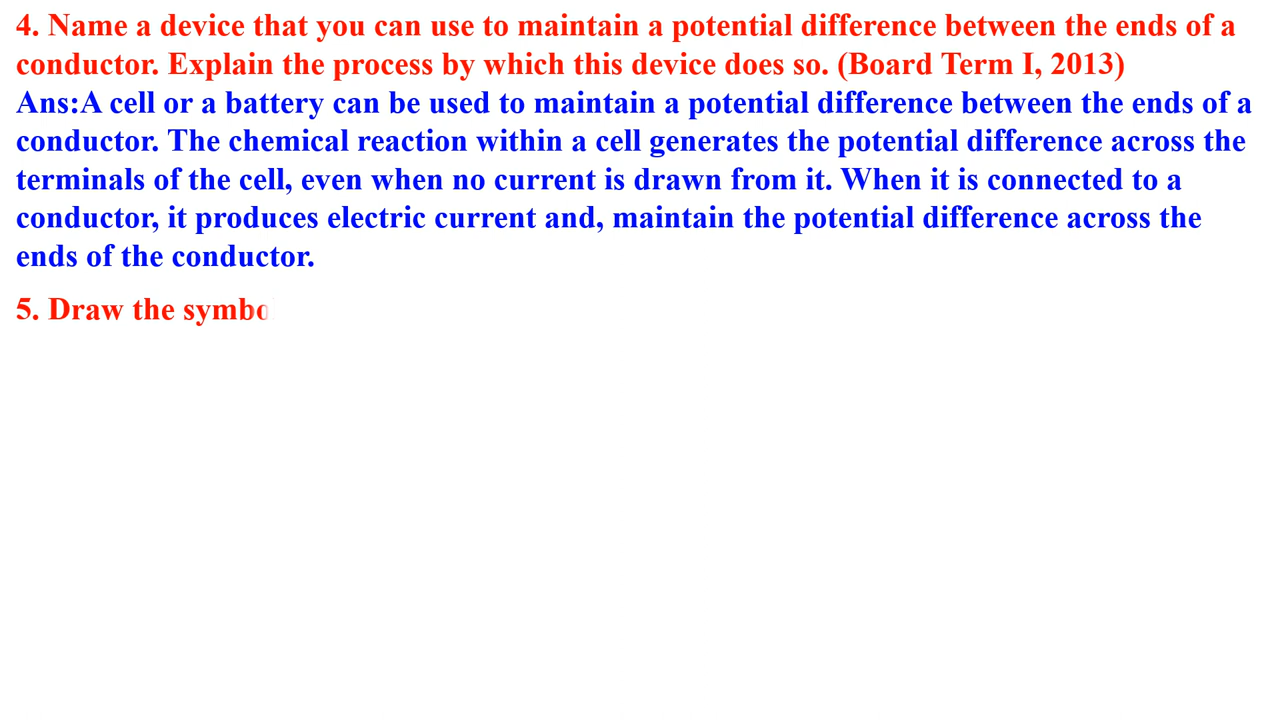 4. Name a device that you can use to maintain a potential difference between the ends of a
conductor. Explain the process by which this device does so. (Board Term I, 2013)
Ans:A cell or a battery can be used to maintain a potential difference between the ends of a
conductor. The chemical reaction within a cell generates the potential difference across the
terminals of the cell, even when no current is drawn from it. When it is connected to a
conductor, it produces electric current and, maintain the potential difference across the
ends of the conductor.
5. Draw the symbo